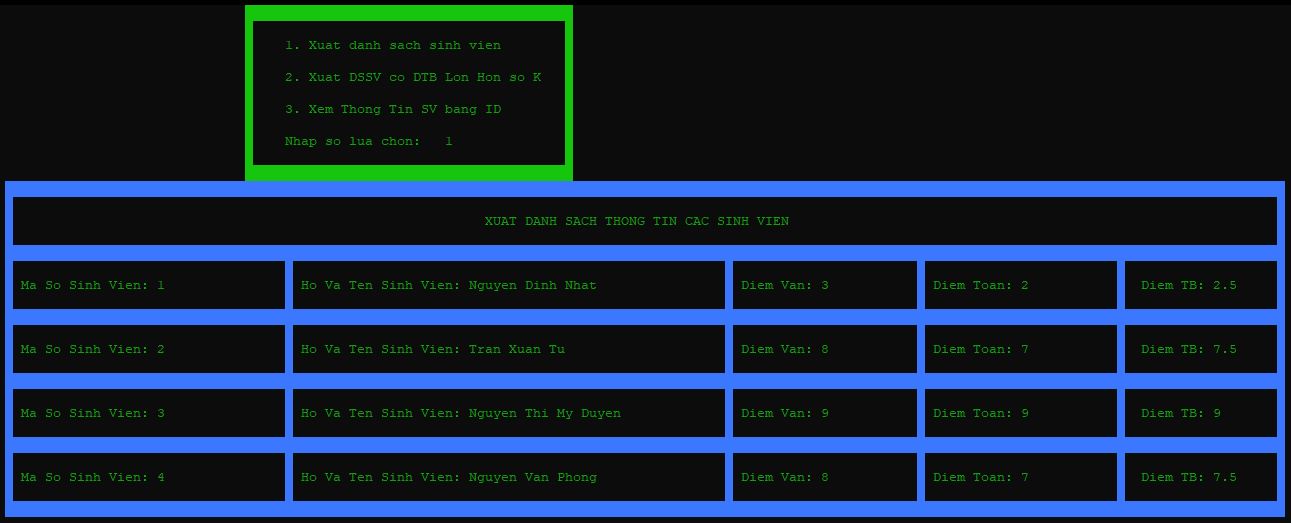 1. Xuat danh sach sinh vien
2. Xuat DSSV co DTB Lon Hon so K
3. Xem Thong Tin SV bang ID
Nhap so lua chon: 1
XUAT DANH SACH THONG TIN CAC SINH VIEN
Ma So Sinh Vien: 1 Ho Va Ten Sinh Vien: Nguyen Dinh Nhat Diem Van: 3 Diem Toan: 2 Diem TB: 2.5
Ma So Sinh Vien: 2 Ho Va Ten Sinh Vien: Tran Xuan Tu Diem Van: 8 Diem Toan: 7 Diem TB: 7.5
Ma So Sinh Vien: 3 Ho Va Ten Sinh Vien: Nguyen Thi My Duyen Diem Van: 9 Diem Toan: 9 Diem TB: 9
Ma So Sinh Vien: 4 Ho Va Ten Sinh Vien: Nguyen Van Phong Diem Van: 8 Diem Toan: 7 Diem TB: 7.5